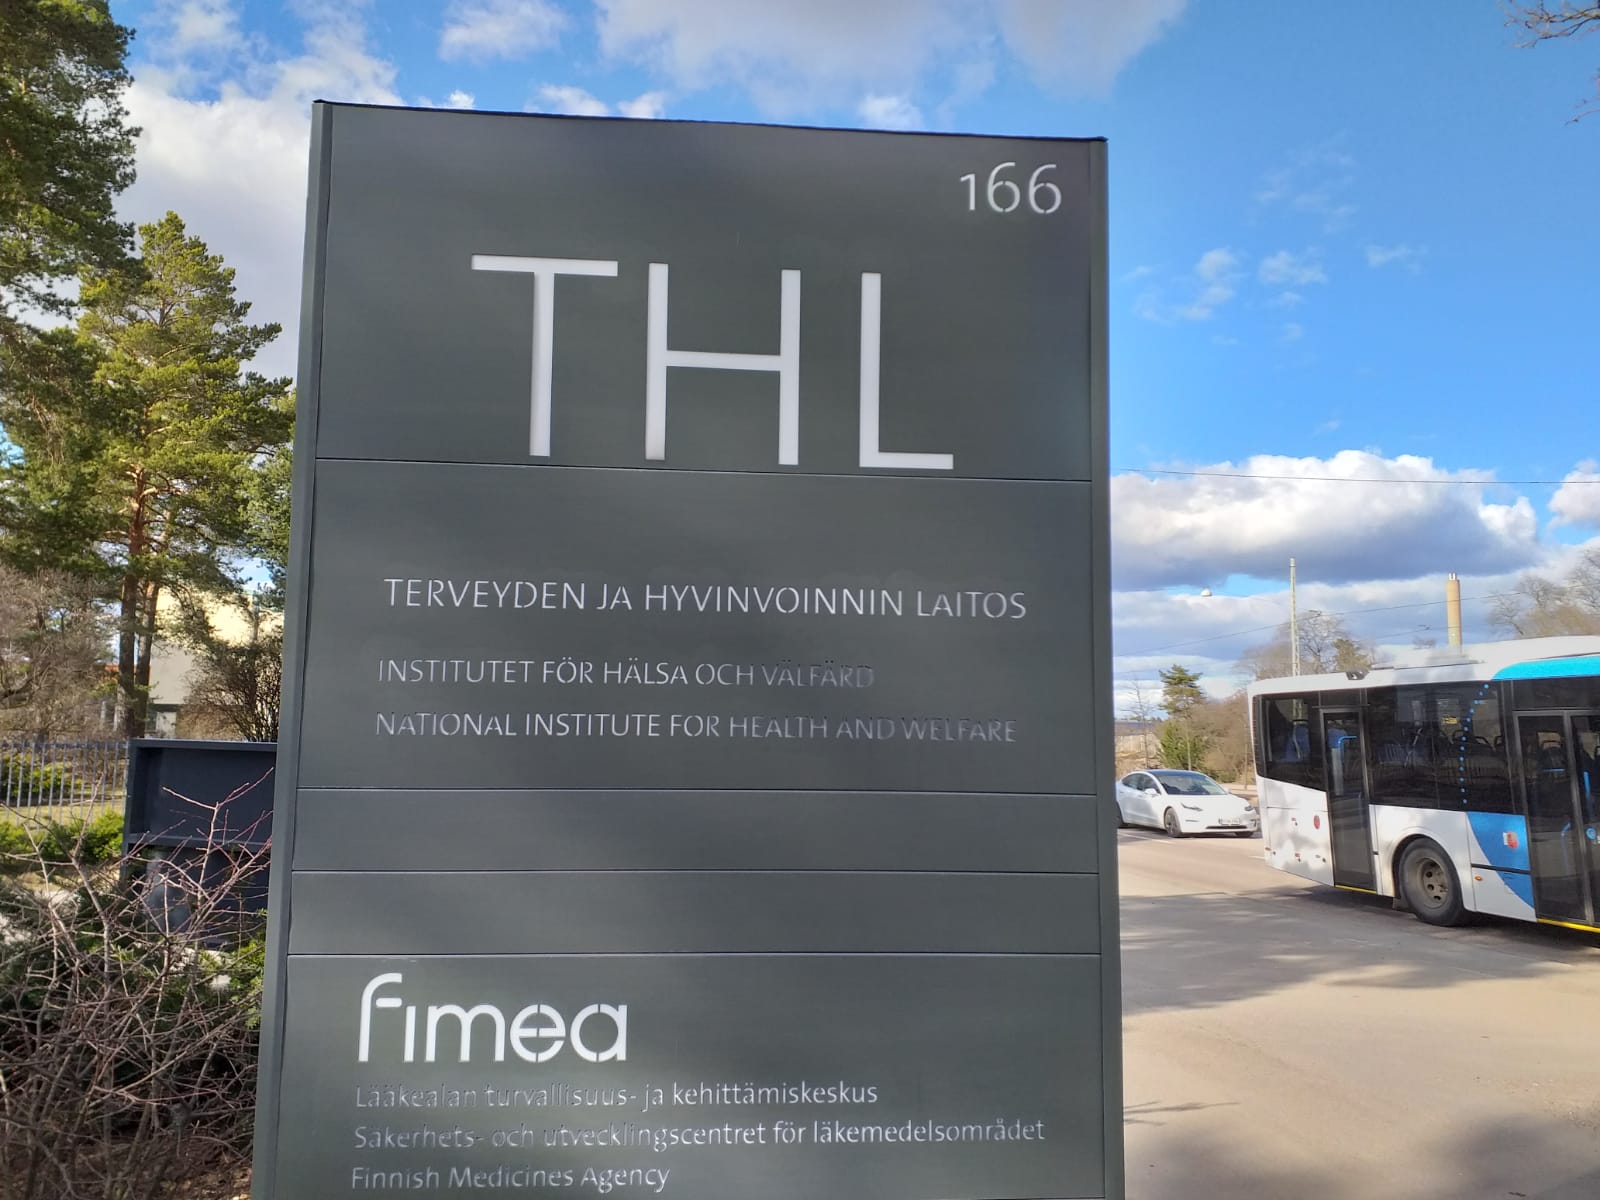 166
THL
TERVEYDEN JA HYVINVOINNIN LAITOS
INSTITUTET FÖR HÄLSA OCH VÄLFÄRD
NATIONAL INSTITUTE FOR HEALTH AND WELFARE
fimea
Lääkealan turvallisuus- ja kehittämiskeskus
Säkerhets- och utvecklingscentret för läkemedelsområdet
Finnish Medicines Agency